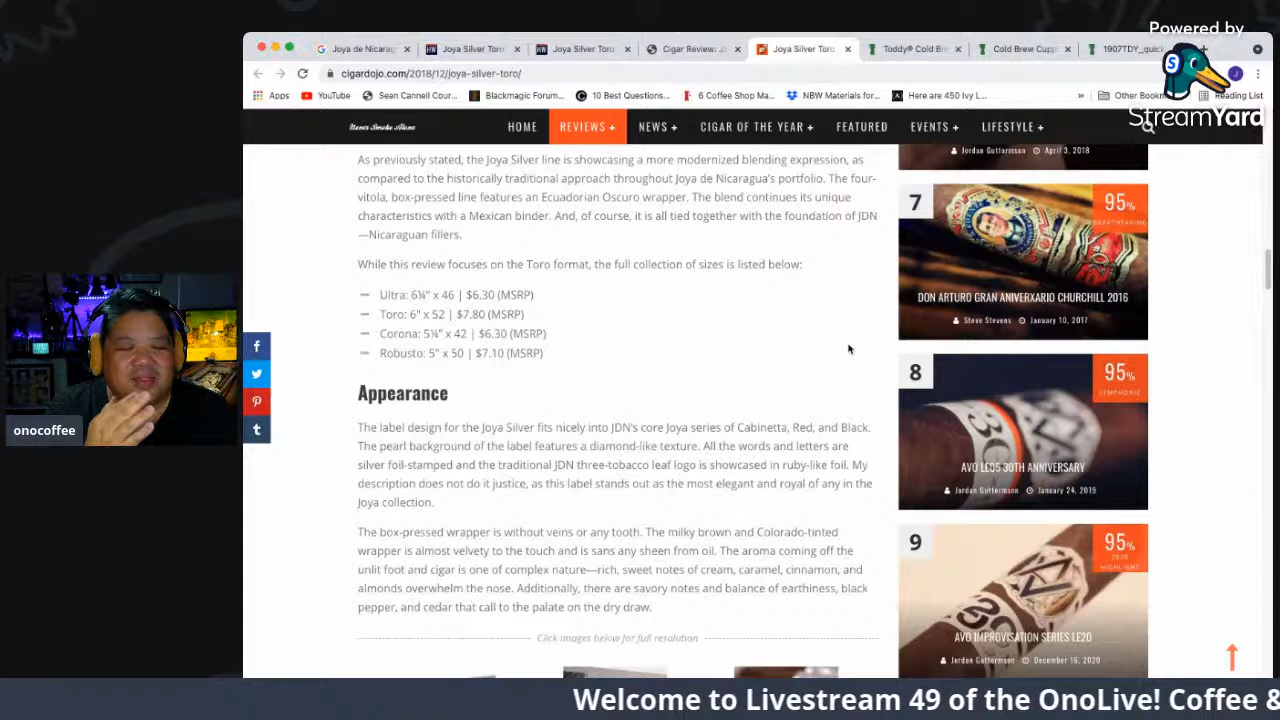 Powered by
StreamYard
Joya de Nicarag
Joya Silver Toro
Joya Silver Toro
Cigar Review: J
Joya Silver Toro
Toddy® Cold Bre
Cold Brew Cupp
1907TDY_quick
cigardojo.com/2018/12/joya-silver-toro/
Apps
YouTube
Sean Cannell Cour...
Blackmagic Forum...
10 Best Questions...
6 Coffee Shop Ma...
NBW Materials for...
Here are 450 Ivy L...
Other Bookm
Reading List
Never Smoke Alone
HOME
REVIEWS +
NEWS +
CIGAR OF THE YEAR +
FEATURED
EVENTS +
LIFESTYLE +
As previously stated, the Joya Silver line is showcasing a more modernized blending expression, as
compared to the historically traditional approach throughout Joya de Nicaragua's portfolio. The four-
vitola, box-pressed line features an Ecuadorian Oscuro wrapper. The blend continues its unique
characteristics with a Mexican binder. And, of course, it is all tied together with the foundation of JDN
—Nicaraguan fillers.
While this review focuses on the Toro format, the full collection of sizes is listed below:
Ultra: 6¼" x 46 | $6.30 (MSRP)
Toro: 6" x 52 | $7.80 (MSRP)
Corona: 5¼" x 42 | $6.30 (MSRP)
Robusto: 5" x 50 | $7.10 (MSRP)
Appearance
The label design for the Joya Silver fits nicely into JDN's core Joya series of Cabinetta, Red, and Black.
The pearl background of the label features a diamond-like texture. All the words and letters are
silver foil-stamped and the traditional JDN three-tobacco leaf logo is showcased in ruby-like foil. My
description does not do it justice, as this label stands out as the most elegant and royal of any in the
Joya collection.
The box-pressed wrapper is without veins or any tooth. The milky brown and Colorado-tinted
wrapper is almost velvety to the touch and is sans any sheen from oil. The aroma coming off the
unlit foot and cigar is one of complex nature—rich, sweet notes of cream, caramel, cinnamon, and
almonds overwhelm the nose. Additionally, there are savory notes and balance of earthiness, black
pepper, and cedar that call to the palate on the dry draw.
Click images below for full resolution
Jordan Guttormson April 3, 2018
7
95%
BREATHTAKING
DON ARTURO GRAN ANIVERXARIO CHURCHILL 2016
Steve Stevens January 10, 2017
8
95%
SYMPHONIC
AVO LE05 30TH ANNIVERSARY
Jordan Guttormson January 24, 2019
9
95%
2020
HIGHLIGHT
AVO IMPROVISATION SERIES LE20
Jordan Guttormson December 16, 2020
onocoffee
Welcome to Livestream 49 of the OnoLive! Coffee &